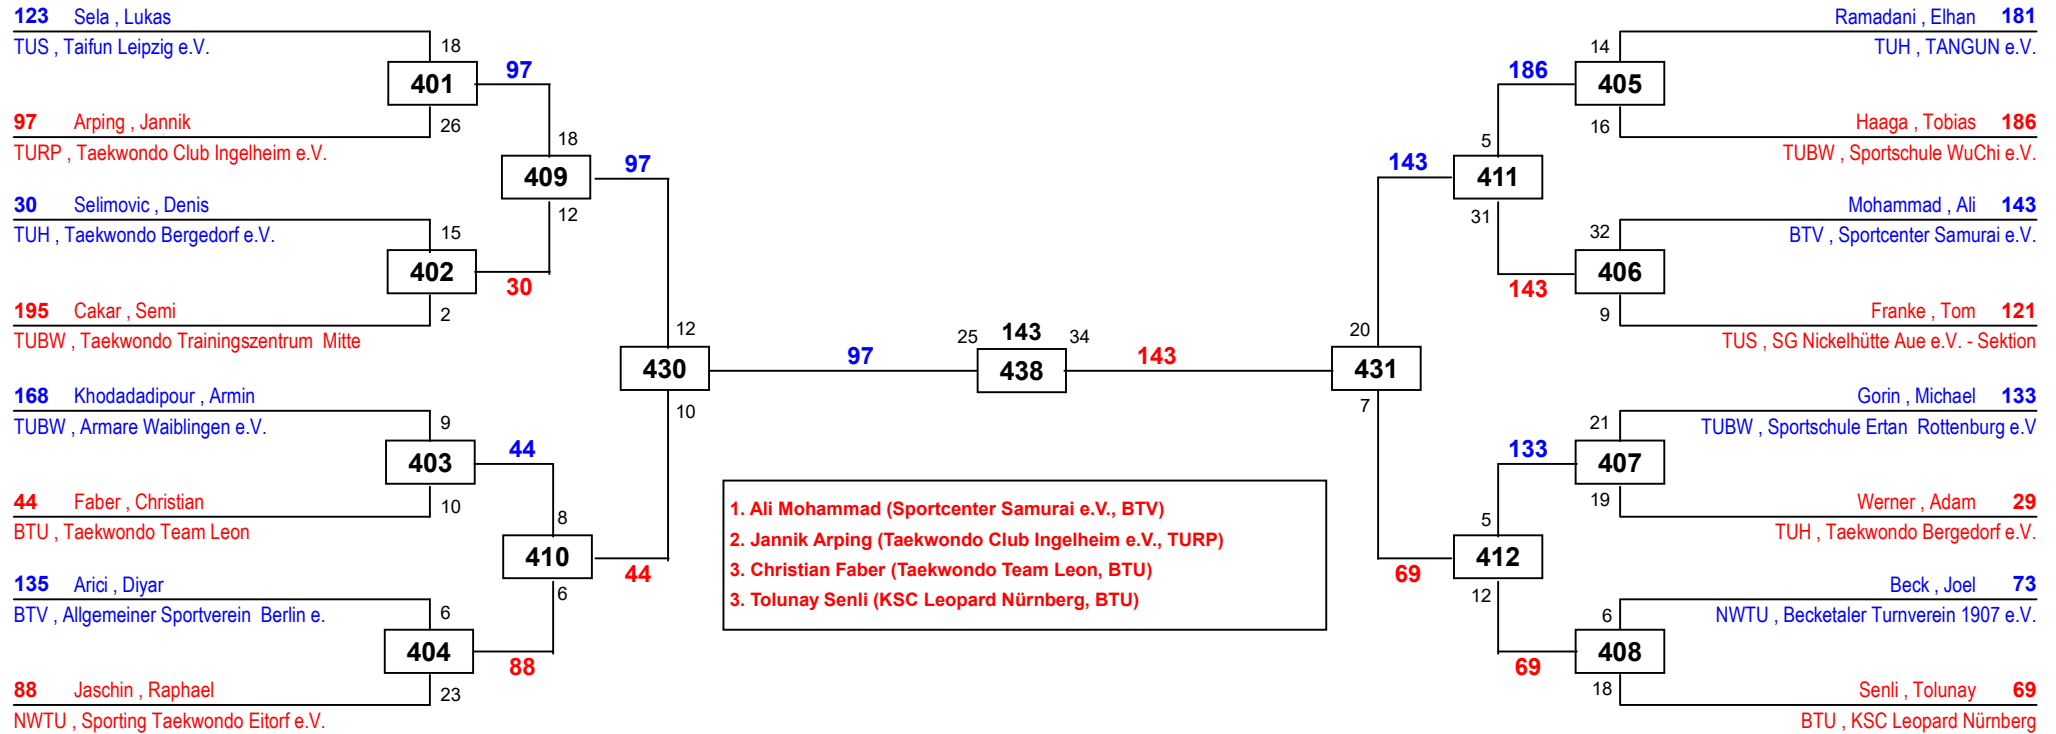 123 Sela , Lukas
TUS , Taifun Leipzig e.V.
18
401
97
26
97 Arping , Jannik
TURP , Taekwondo Club Ingelheim e.V.
18
409
97
12
30 Selimovic , Denis
TUH , Taekwondo Bergedorf e.V.
15
402
30
2
195 Cakar , Semi
TUBW , Taekwondo Trainingszentrum Mitte
12
430
97
10
168 Khodadadipour , Armin
TUBW , Armare Waiblingen e.V.
9
403
44
10
44 Faber , Christian
BTU , Taekwondo Team Leon
8
410
44
6
135 Arici , Diyar
BTV , Allgemeiner Sportverein Berlin e.
6
404
88
23
88 Jaschin , Raphael
NWTU , Sporting Taekwondo Eitorf e.V.
25 143 34
438
143
1. Ali Mohammad (Sportcenter Samurai e.V., BTV)
2. Jannik Arping (Taekwondo Club Ingelheim e.V., TURP)
3. Christian Faber (Taekwondo Team Leon, BTU)
3. Tolunay Senli (KSC Leopard Nürnberg, BTU)
Ramadani , Elhan 181
TUH , TANGUN e.V.
14
186
405
16
Haaga , Tobias 186
TUBW , Sportschule WuChi e.V.
5
143
411
31
Mohammad , Ali 143
BTV , Sportcenter Samurai e.V.
32
406
143
9
Franke , Tom 121
TUS , SG Nickelhütte Aue e.V. - Sektion
20
431
7
Gorin , Michael 133
TUBW , Sportschule Ertan Rottenburg e.V
21
133
407
19
Werner , Adam 29
TUH , Taekwondo Bergedorf e.V.
5
412
69
12
Beck , Joel 73
NWTU , Becketaler Turnverein 1907 e.V.
6
408
69
18
Senli , Tolunay 69
BTU , KSC Leopard Nürnberg